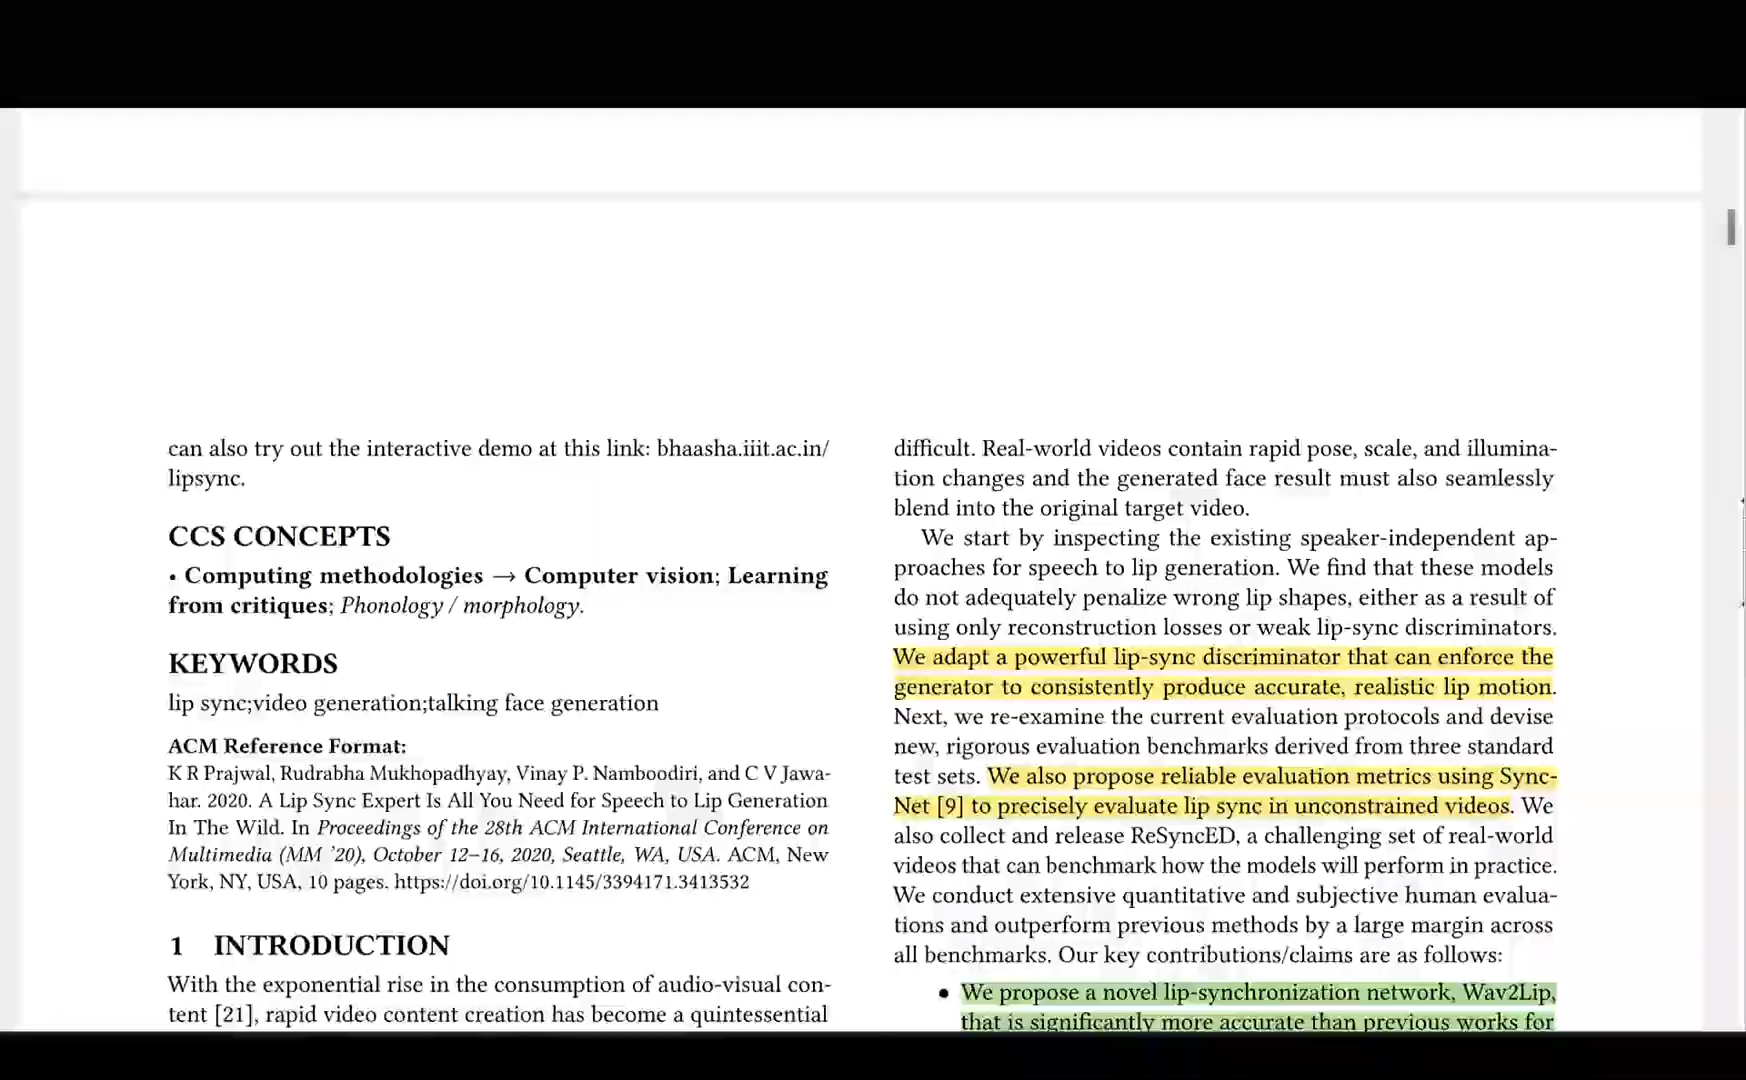 can also try out the interactive demo at this link: bhaasha.iiit.ac.in/
lipsync.
CCS CONCEPTS
• Computing methodologies → Computer vision; Learning
from critiques; Phonology / morphology.
KEYWORDS
lip sync;video generation;talking face generation
ACM Reference Format:
K R Prajwal, Rudrabha Mukhopadhyay, Vinay P. Namboodiri, and C V Jawa-
har. 2020. A Lip Sync Expert Is All You Need for Speech to Lip Generation
In The Wild. In Proceedings of the 28th ACM International Conference on
Multimedia (MM ’20), October 12–16, 2020, Seattle, WA, USA. ACM, New
York, NY, USA, 10 pages. https://doi.org/10.1145/3394171.3413532
1 INTRODUCTION
With the exponential rise in the consumption of audio-visual con-
tent [21], rapid video content creation has become a quintessential
difficult. Real-world videos contain rapid pose, scale, and illumina-
tion changes and the generated face result must also seamlessly
blend into the original target video.
We start by inspecting the existing speaker-independent ap-
proaches for speech to lip generation. We find that these models
do not adequately penalize wrong lip shapes, either as a result of
using only reconstruction losses or weak lip-sync discriminators.
We adapt a powerful lip-sync discriminator that can enforce the
generator to consistently produce accurate, realistic lip motion.
Next, we re-examine the current evaluation protocols and devise
new, rigorous evaluation benchmarks derived from three standard
test sets. We also propose reliable evaluation metrics using Sync-
Net [9] to precisely evaluate lip sync in unconstrained videos. We
also collect and release ReSyncED, a challenging set of real-world
videos that can benchmark how the models will perform in practice.
We conduct extensive quantitative and subjective human evalua-
tions and outperform previous methods by a large margin across
all benchmarks. Our key contributions/claims are as follows:
• We propose a novel lip-synchronization network, Wav2Lip,
that is significantly more accurate than previous works for